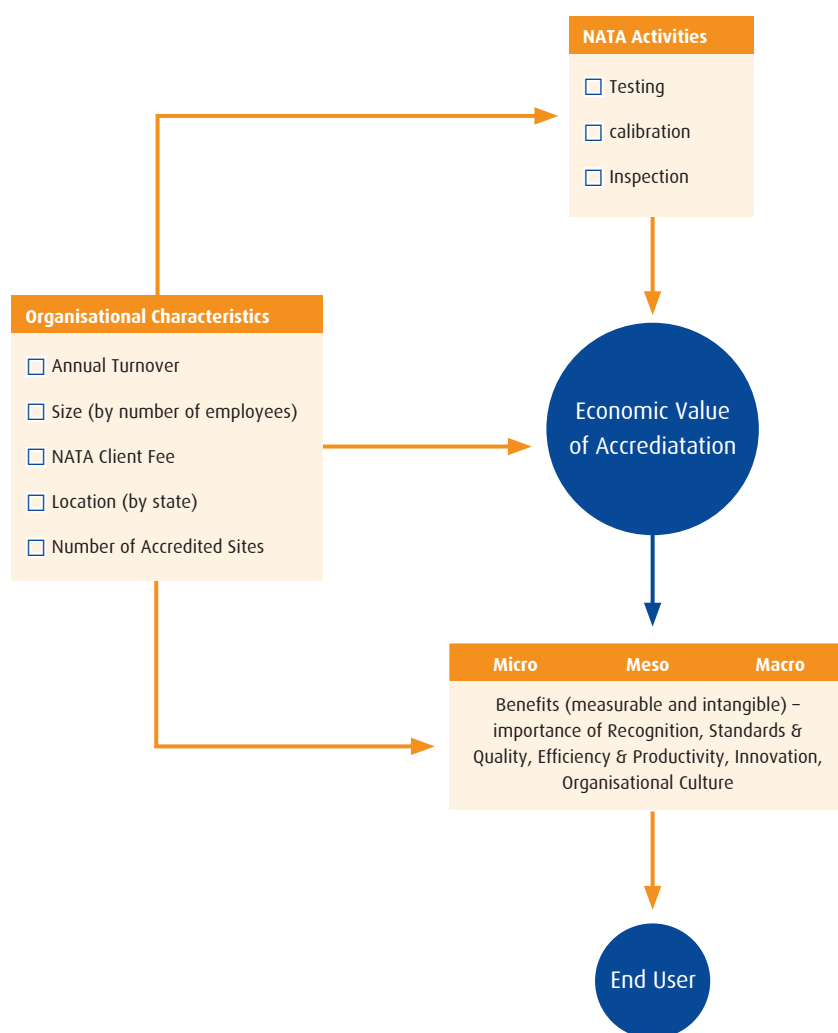 NATA Activities
Testing
calibration
Inspection
Organisational Characteristics
Annual Turnover
Size (by number of employees)
NATA Client Fee
Location (by state)
Number of Accredited Sites
Economic Value
of Accrediatation
Micro Meso Macro
Benefits (measurable and intangible) –
importance of Recognition, Standards &
Quality, Efficiency & Productivity, Innovation,
Organisational Culture
End User